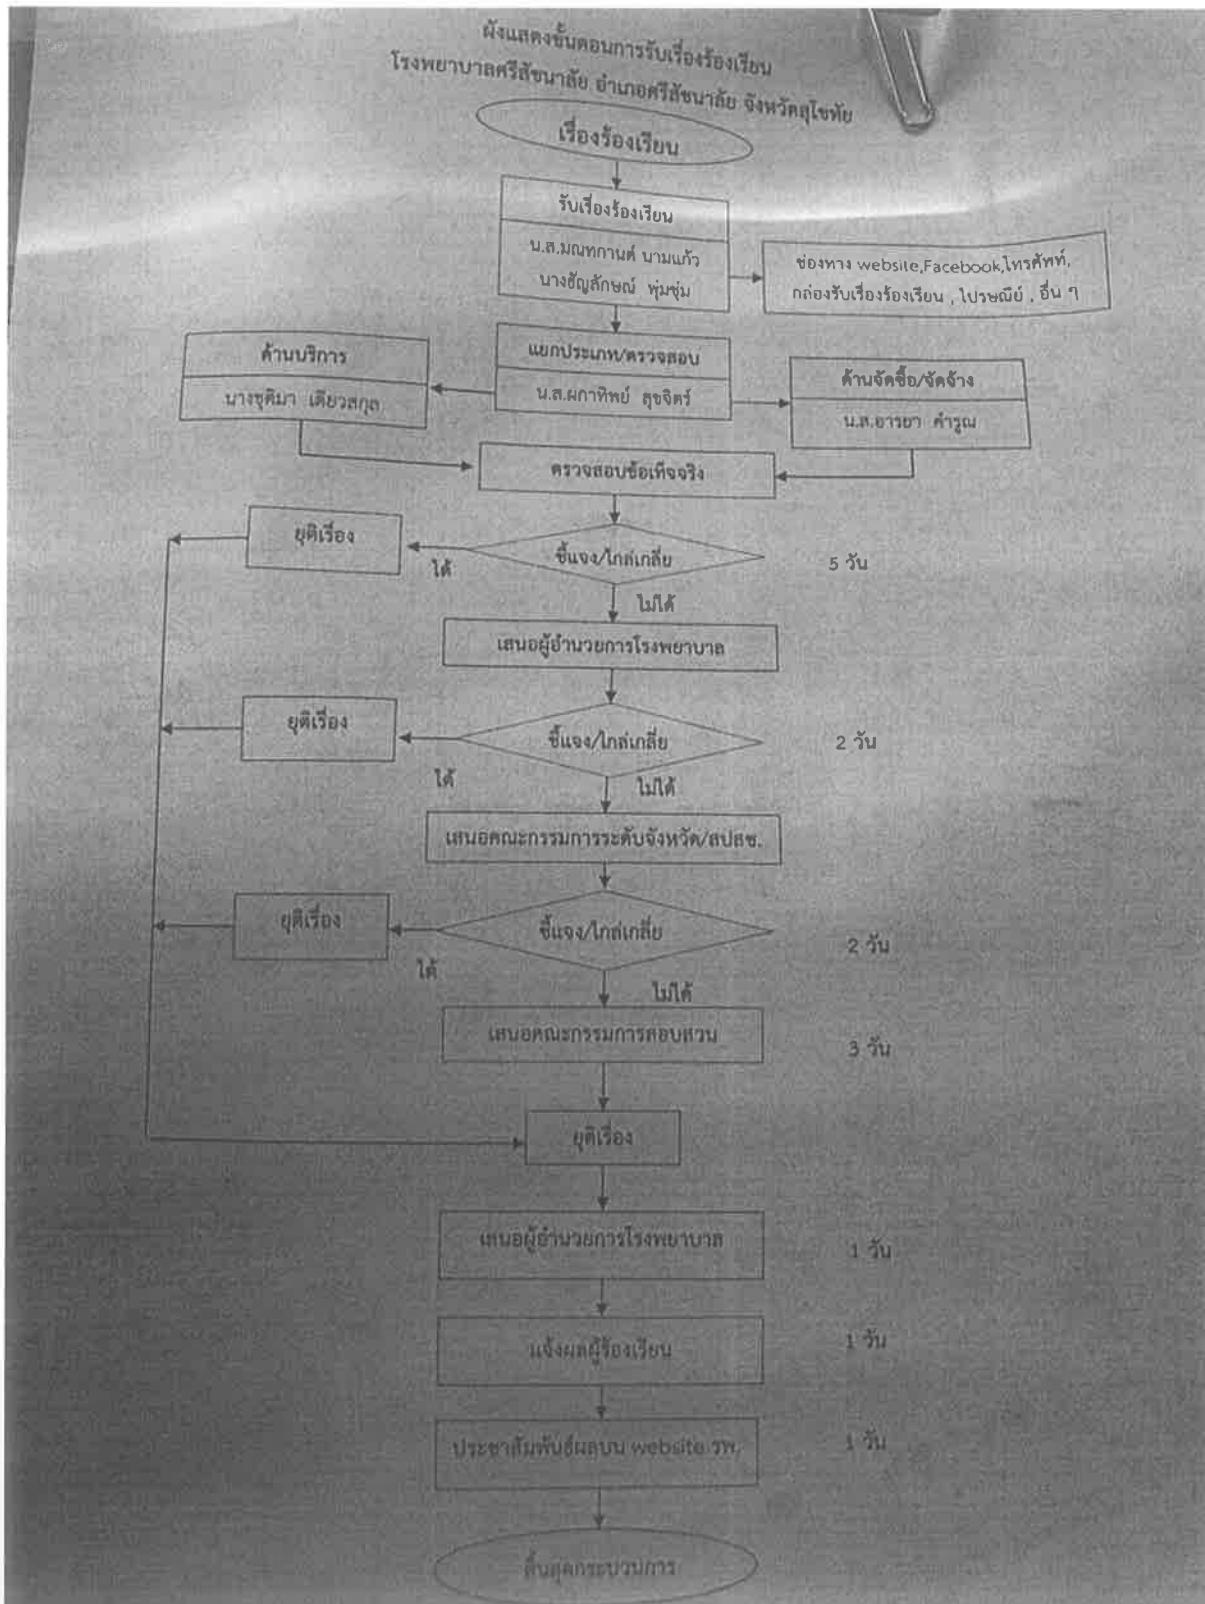 ผังแสดงขั้นตอนการรับเรื่องร้องเรียน
โรงพยาบาลศรีสัชนาลัย อำเภอศรีสัชนาลัย จังหวัดสุโขทัย
เรื่องร้องเรียน
รับเรื่องร้องเรียน
น.ส.มณฑกานต์ นามแก้ว
นางธัญลักษณ์ พุ่มชุ่ม
ช่องทาง website,Facebook,โทรศัพท์,
กล่องรับเรื่องร้องเรียน , ไปรษณีย์ , อื่น ๆ
แยกประเภท/ตรวจสอบ
น.ส.ผกาทิพย์ สุขจิตร์
ด้านบริการ
นางชุติมา เดียวสกุล
ด้านจัดซื้อ/จัดจ้าง
น.ส.อารยา คำรูณ
ตรวจสอบข้อเท็จจริง
ยุติเรื่อง
ได้
ชี้แจง/ไกล่เกลี่ย
5 วัน
ไม่ได้
เสนอผู้อำนวยการโรงพยาบาล
ยุติเรื่อง
ได้
ชี้แจง/ไกล่เกลี่ย
2 วัน
ไม่ได้
เสนอคณะกรรมการระดับจังหวัด/สปสช.
ยุติเรื่อง
ได้
ชี้แจง/ไกล่เกลี่ย
2 วัน
ไม่ได้
เสนอคณะกรรมการสอบสวน
3 วัน
ยุติเรื่อง
เสนอผู้อำนวยการโรงพยาบาล
1 วัน
แจ้งผลผู้ร้องเรียน
1 วัน
ประชาสัมพันธ์ผลบน website รพ.
1 วัน
สิ้นสุดกระบวนการ